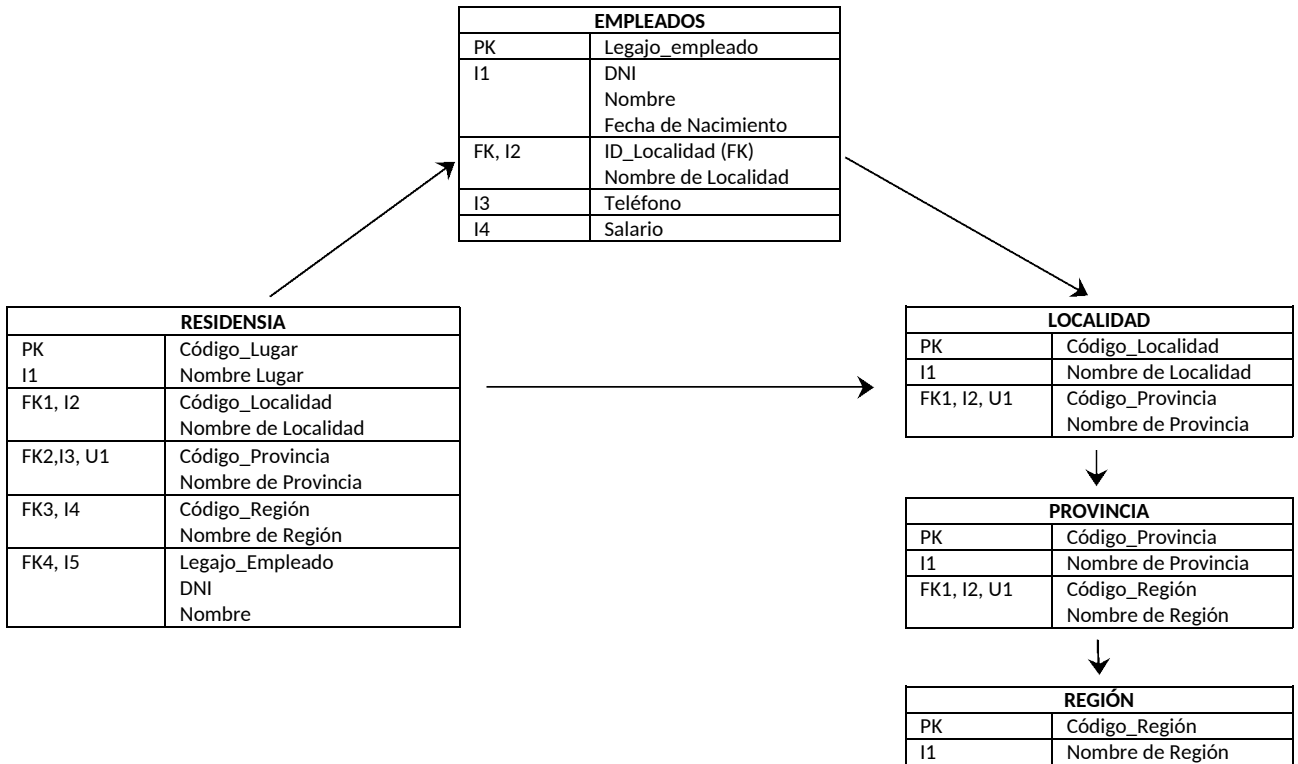 EMPLEADOS
PK Legajo_empleado
I1 DNI
Nombre
Fecha de Nacimiento
FK, I2 ID_Localidad (FK)
Nombre de Localidad
I3 Teléfono
I4 Salario
RESIDENSIA
PK Código_Lugar
I1 Nombre Lugar
FK1, I2 Código_Localidad
Nombre de Localidad
FK2,I3, U1 Código_Provincia
Nombre de Provincia
FK3, I4 Código_Región
Nombre de Región
FK4, I5 Legajo_Empleado
DNI
Nombre
LOCALIDAD
PK Código_Localidad
I1 Nombre de Localidad
FK1, I2, U1 Código_Provincia
Nombre de Provincia
PROVINCIA
PK Código_Provincia
I1 Nombre de Provincia
FK1, I2, U1 Código_Región
Nombre de Región
REGIÓN
PK Código_Región
I1 Nombre de Región